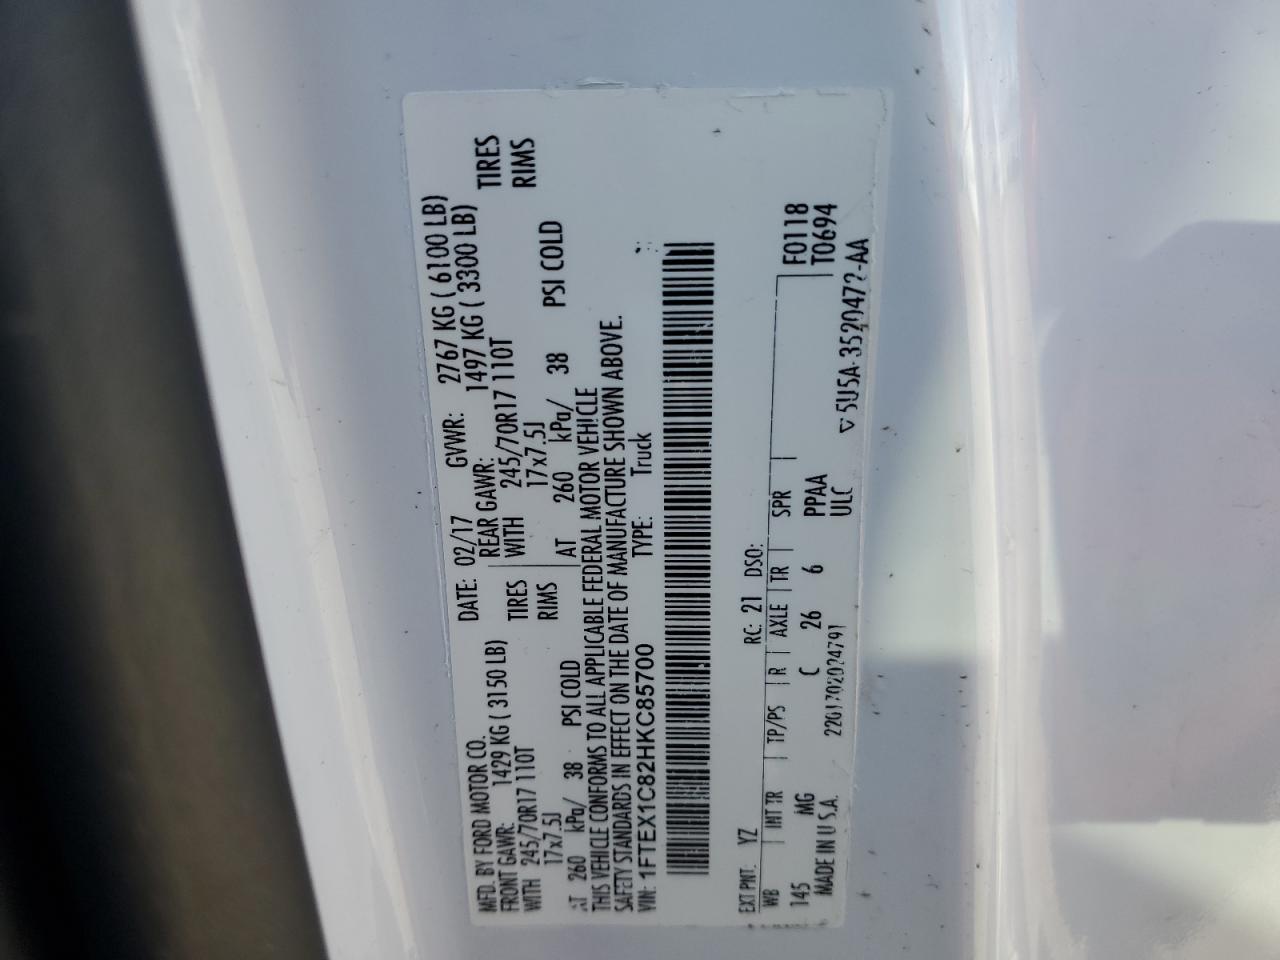 MFD. BY FORD MOTOR CO.
DATE: 02/17 GVWR: 2767 KG ( 6100 LB)
FRONT GAWR: 1429 KG ( 3150 LB) REAR GAWR: 1497 KG ( 3300 LB)
WITH 245/70R17 110T TIRES WITH 245/70R17 110T TIRES
17x7.5J RIMS 17x7.5J RIMS
AT 260 kPa/ 38 PSI COLD AT 260 kPa/ 38 PSI COLD
THIS VEHICLE CONFORMS TO ALL APPLICABLE FEDERAL MOTOR VEHICLE
SAFETY STANDARDS IN EFFECT ON THE DATE OF MANUFACTURE SHOWN ABOVE.
VIN: 1FTEX1C82HKC85700 TYPE: Truck
EXT PNT: YZ RC: 21 DSO:
WB INT TR TP/PS R AXLE TR SPR F0118
145 MG C 26 6 PPAA T0694
MADE IN U.S.A. 220170202024791 ULC
▽5U5A-3520472-AA